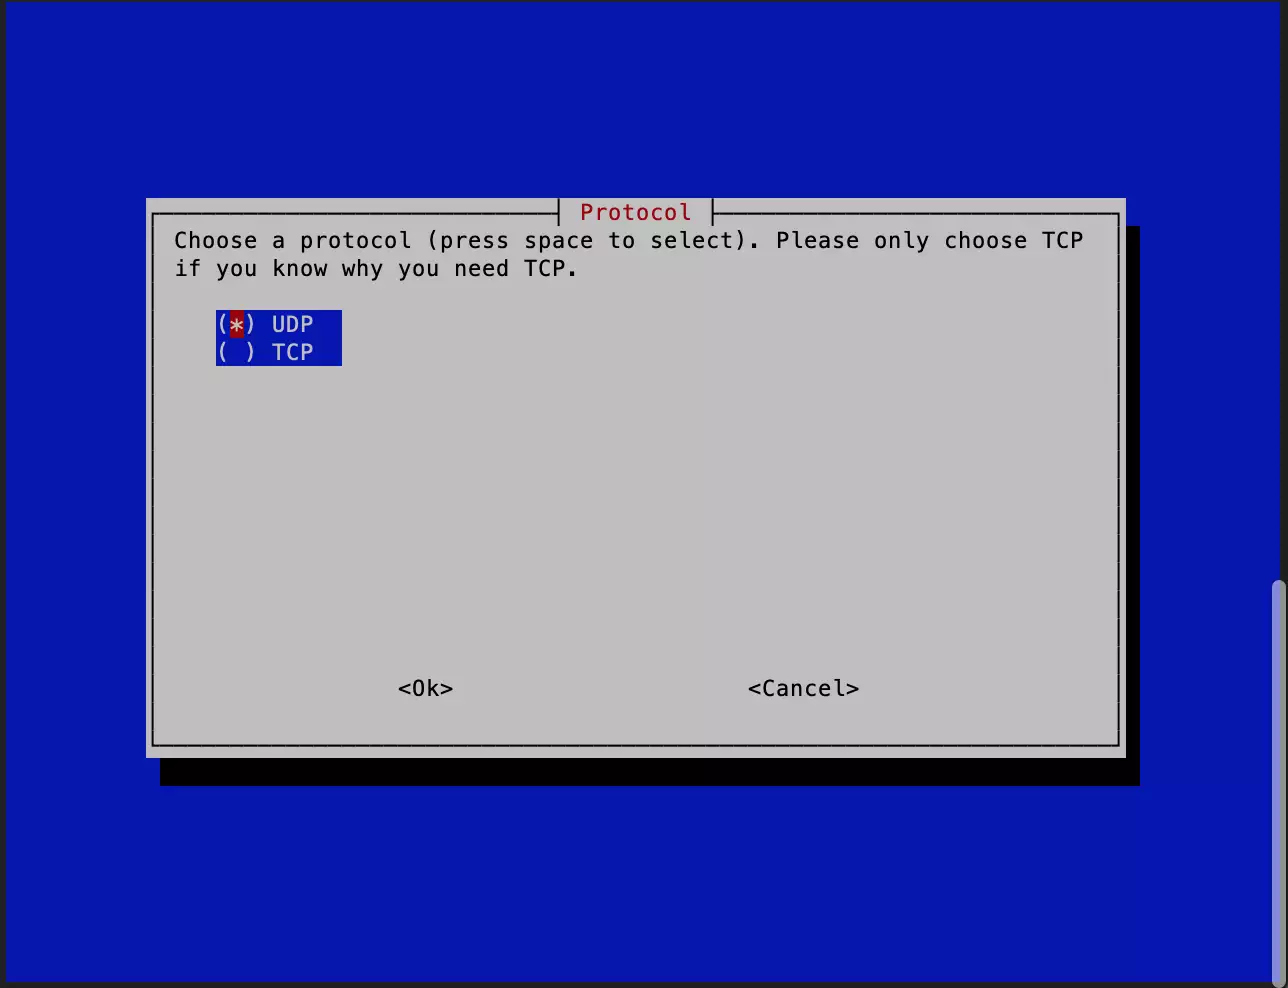 Protocol
Choose a protocol (press space to select). Please only choose TCP
if you know why you need TCP.
(*) UDP
( ) TCP
<Ok> <Cancel>